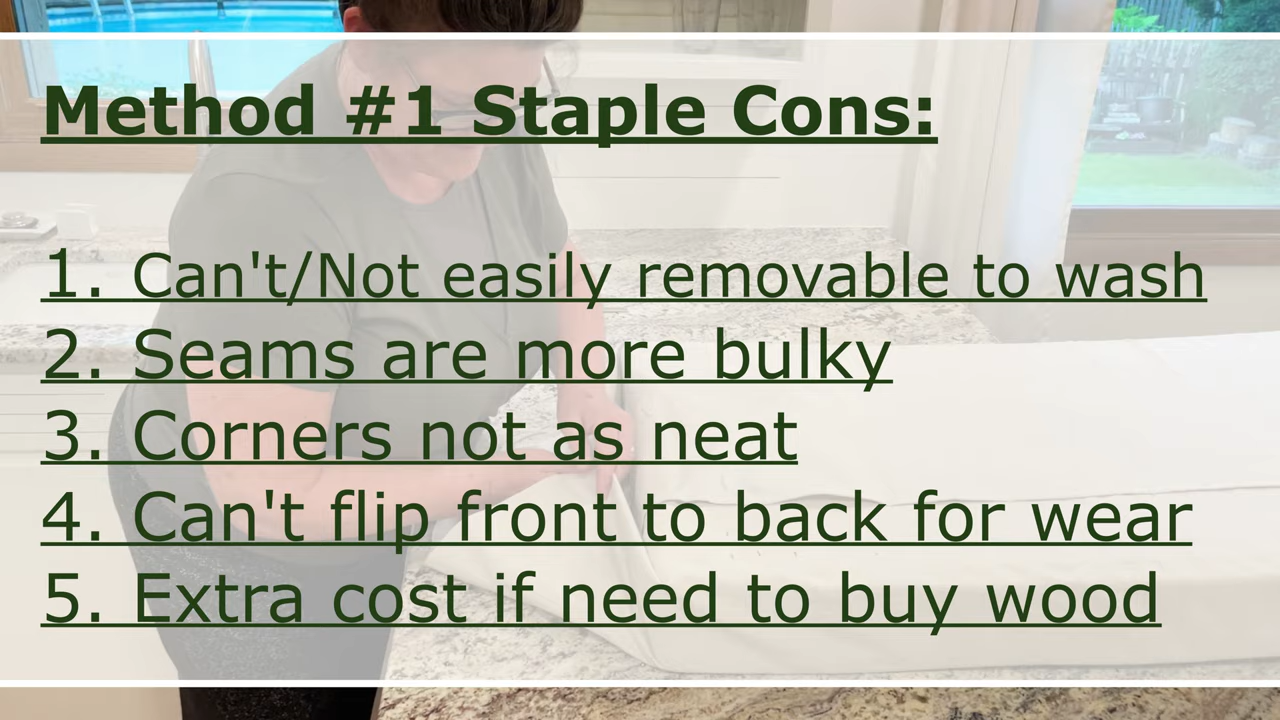 Method #1 Staple Cons:
1. Can't/Not easily removable to wash
2. Seams are more bulky
3. Corners not as neat
4. Can't flip front to back for wear
5. Extra cost if need to buy wood